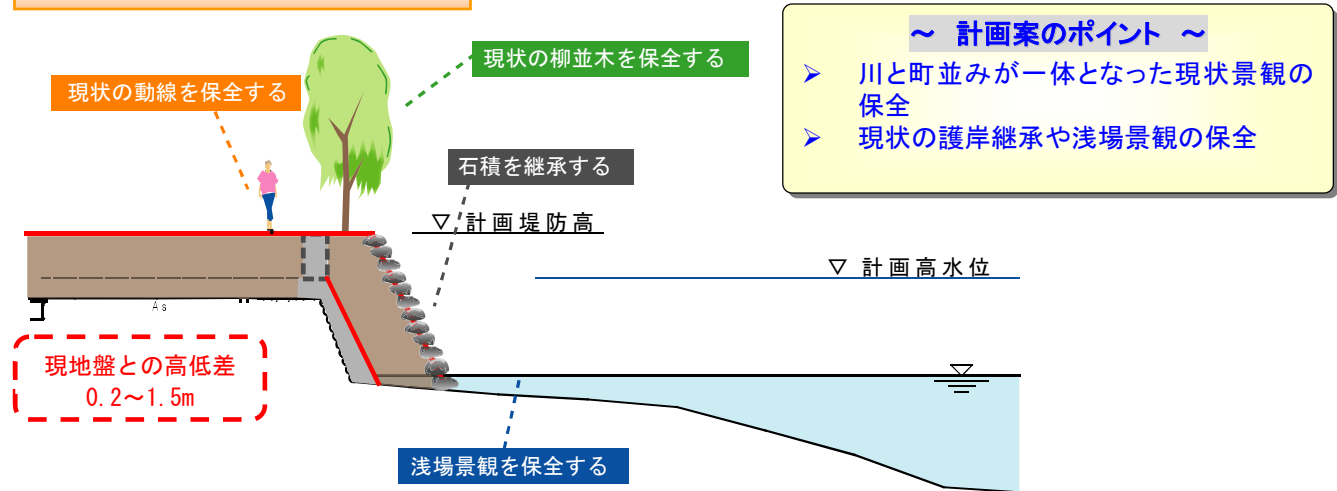 ～ 計画案のポイント ～
➢ 川と町並みが一体となった現状景観の
保全
➢ 現状の護岸継承や浅場景観の保全
現状の柳並木を保全する
現状の動線を保全する
石積を継承する
▽ 計画堤防高
▽ 計画高水位
As
現地盤との高低差
0.2～1.5m
浅場景観を保全する